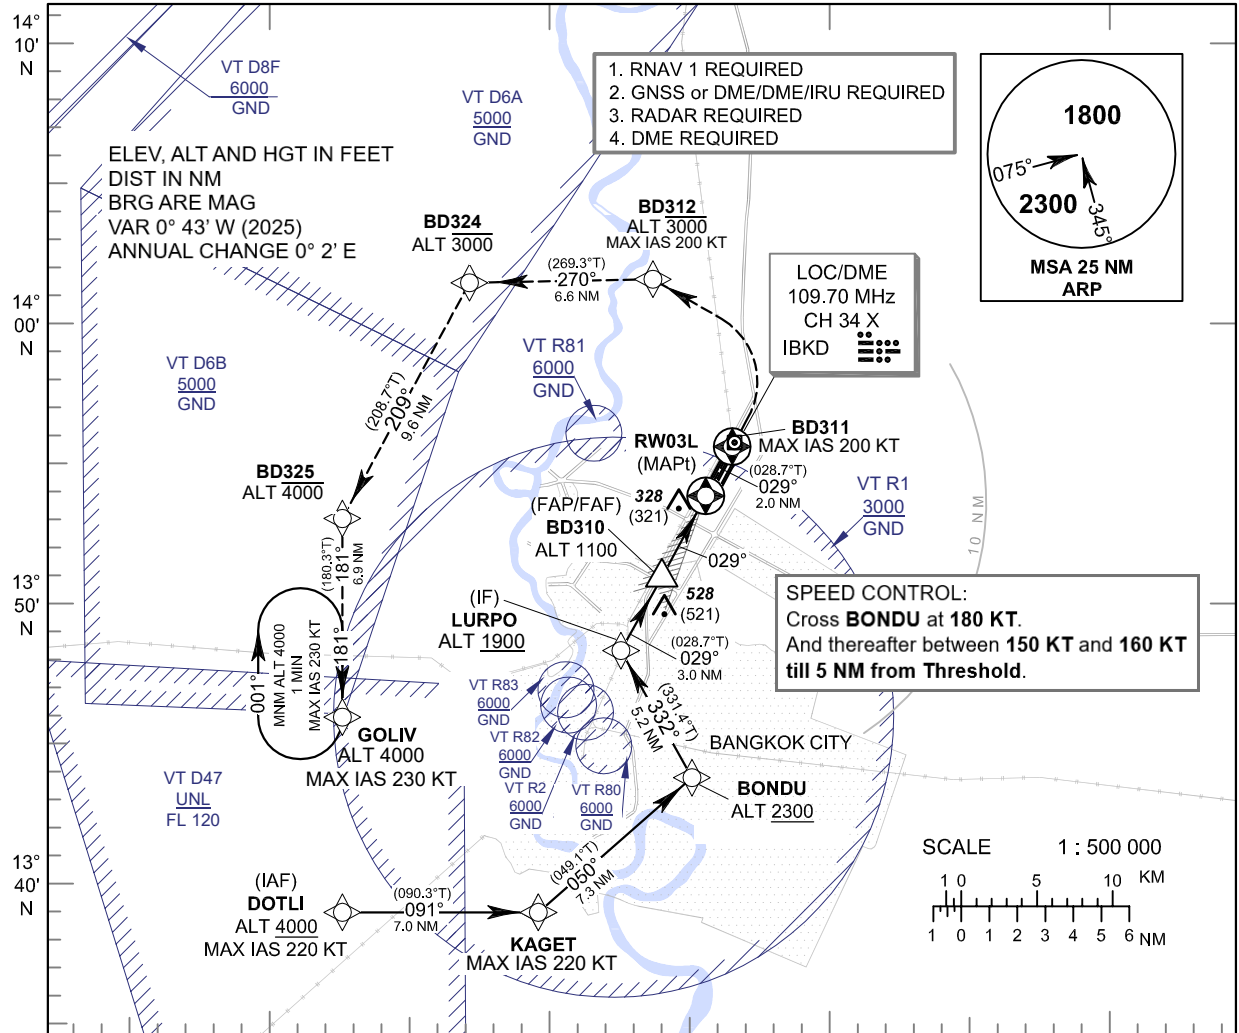 14°
10'
N
VT D8F
6000
GND
VT D6A
5000
GND
1. RNAV 1 REQUIRED
2. GNSS or DME/DME/IRU REQUIRED
3. RADAR REQUIRED
4. DME REQUIRED
1800
075°
2300
345°
MSA 25 NM
ARP
ELEV, ALT AND HGT IN FEET
DIST IN NM
BRG ARE MAG
VAR 0° 43' W (2025)
ANNUAL CHANGE 0° 2' E
BD324
ALT 3000
BD312
ALT 3000
MAX IAS 200 KT
(269.3°T)
270°
6.6 NM
LOC/DME
109.70 MHz
CH 34 X
IBKD
14°
00'
N
VT R81
6000
GND
VT D6B
5000
GND
(208.7°T)
209°
9.6 NM
BD311
MAX IAS 200 KT
RW03L
(MAPt)
(028.7°T)
029°
2.0 NM
BD325
ALT 4000
328
(321)
VT R1
3000
GND
(FAP/FAF)
BD310
ALT 1100
10 NM
029°
(180.3°T)
181°
6.9 NM
13°
50'
N
528
(521)
SPEED CONTROL:
Cross BONDU at 180 KT.
And thereafter between 150 KT and 160 KT
till 5 NM from Threshold.
(IF)
LURPO
ALT 1900
(028.7°T)
029°
3.0 NM
001°
MNM ALT 4000
1 MIN
MAX IAS 230 KT
181°
VT R83
6000
GND
(331.4°T)
332°
5.2 NM
GOLIV
ALT 4000
MAX IAS 230 KT
VT R82
6000
GND
BANGKOK CITY
VT D47
UNL
FL 120
VT R2
6000
GND
VT R80
6000
GND
BONDU
ALT 2300
13°
40'
N
SCALE 1 : 500 000
1 0 5 10 KM
1 0 1 2 3 4 5 6 NM
(049.1°T)
050°
7.3 NM
(IAF)
DOTLI
ALT 4000
MAX IAS 220 KT
(090.3°T)
091°
7.0 NM
KAGET
MAX IAS 220 KT